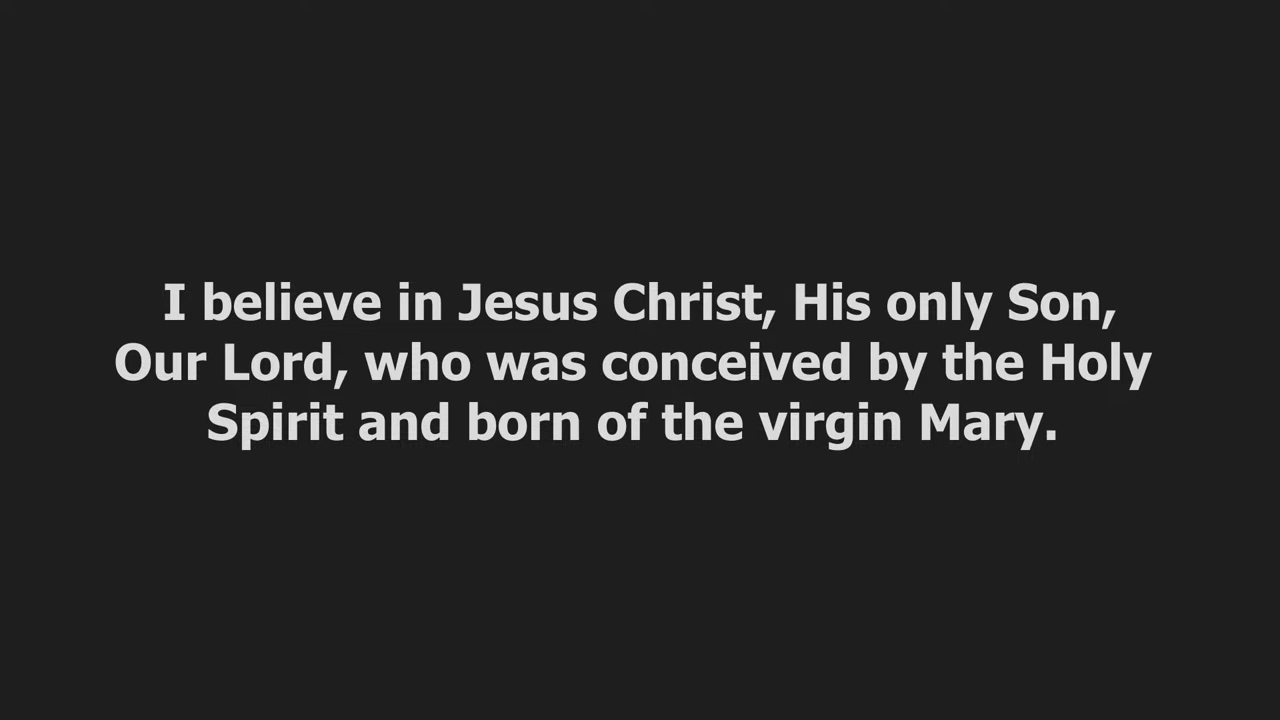 I believe in Jesus Christ, His only Son,
Our Lord, who was conceived by the Holy
Spirit and born of the virgin Mary.